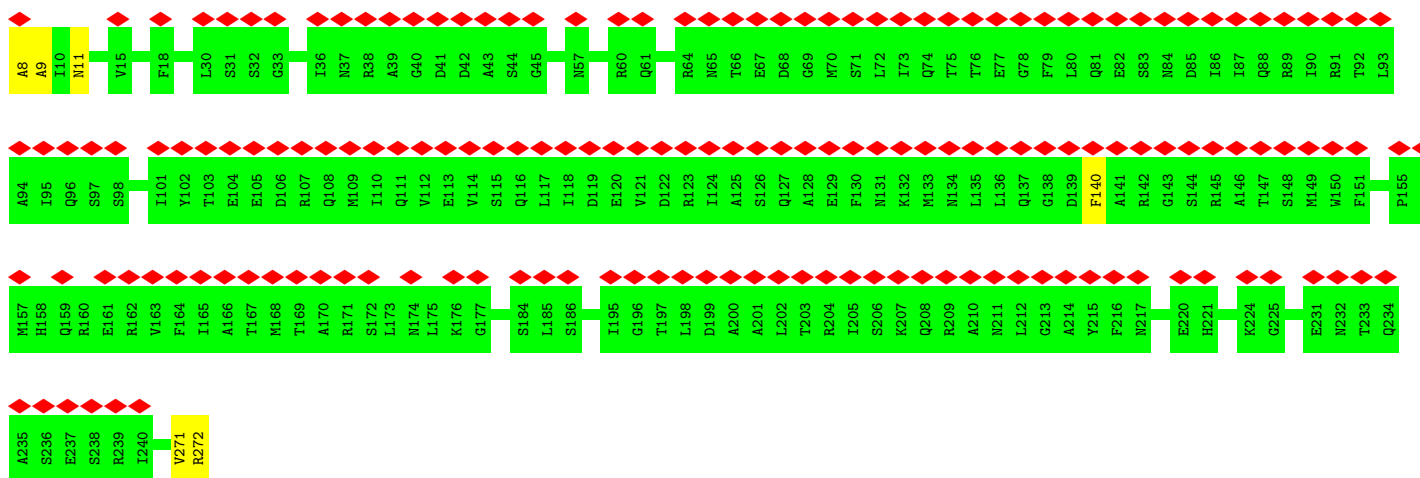 A8 A9 I10 N11 V15 F18 L30 S31 S32 G33 I36 N37 R38 A39 G40 D41 D42 A43 S44 G45 N57 R60 Q61 R64 N65 T66 E67 D68 G69 M70 S71 L72 I73 Q74 T75 T76 E77 G78 F79 L80 Q81 E82 S83 N84 D85 I86 I87 Q88 R89 I90 R91 T92 L93
A94 I95 Q96 S97 S98 I101 Y102 T103 E104 E105 D106 R107 Q108 M109 I110 Q111 V112 E113 V114 S115 Q116 L117 I118 D119 E120 V121 D122 R123 I124 A125 S126 Q127 A128 E129 F130 N131 K132 M133 N134 L135 L136 Q137 G138 D139 F140 A141 R142 G143 S144 R145 A146 T147 S148 M149 W150 F151 P155
M157 H158 Q159 R160 E161 R162 V163 F164 I165 A166 T167 M168 T169 A170 R171 S172 L173 N174 L175 K176 G177 S184 L185 S186 I195 G196 T197 L198 D199 A200 A201 L202 T203 R204 I205 S206 K207 Q208 R209 A210 N211 L212 G213 A214 Y215 F216 N217 E220 H221 K224 G225 E231 N232 T233 Q234
A235 S236 E237 S238 R239 I240 V271 R272